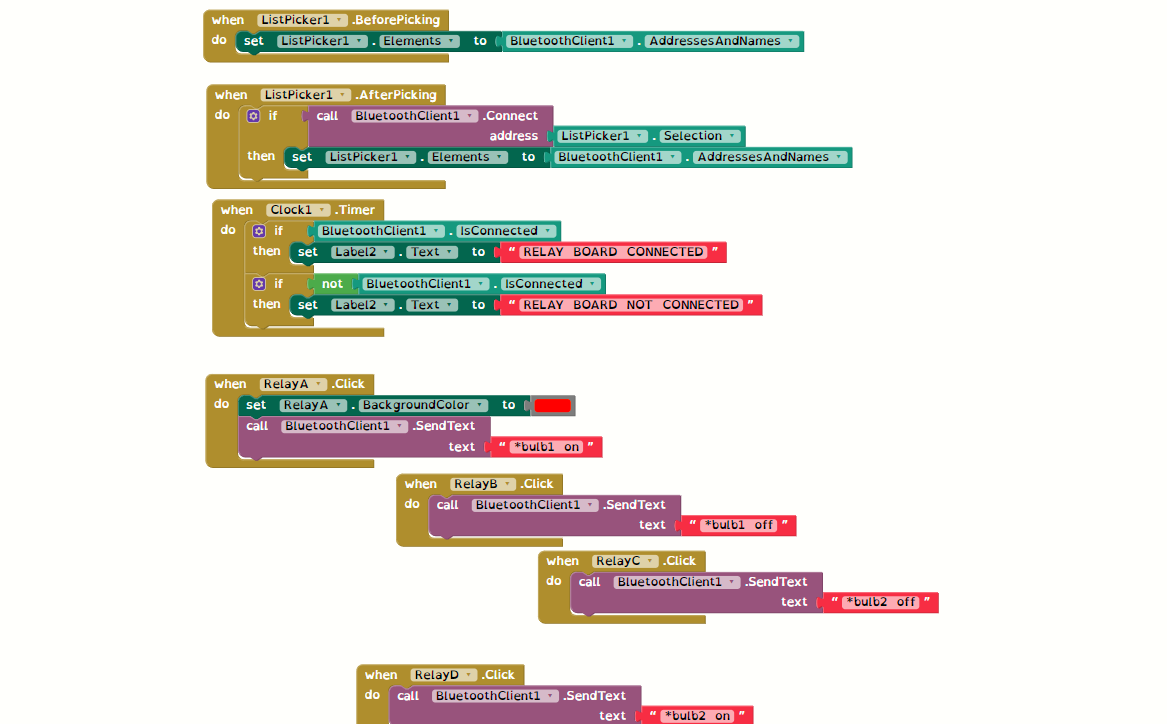 when ListPicker1 .BeforePicking
do set ListPicker1 . Elements to BluetoothClient1 . AddressesAndNames
when ListPicker1 .AfterPicking
do if call BluetoothClient1 .Connect
address ListPicker1 . Selection
then set ListPicker1 . Elements to BluetoothClient1 . AddressesAndNames
when Clock1 .Timer
do if BluetoothClient1 . IsConnected
then set Label2 . Text to " RELAY BOARD CONNECTED "
if not BluetoothClient1 . IsConnected
then set Label2 . Text to " RELAY BOARD NOT CONNECTED "
when RelayA .Click
do set RelayA . BackgroundColor to
call BluetoothClient1 .SendText
text " *bulb1 on "
when RelayB .Click
do call BluetoothClient1 .SendText
text " *bulb1 off "
when RelayC .Click
do call BluetoothClient1 .SendText
text " *bulb2 off "
when RelayD .Click
do call BluetoothClient1 .SendText
text " *bulb2 on "